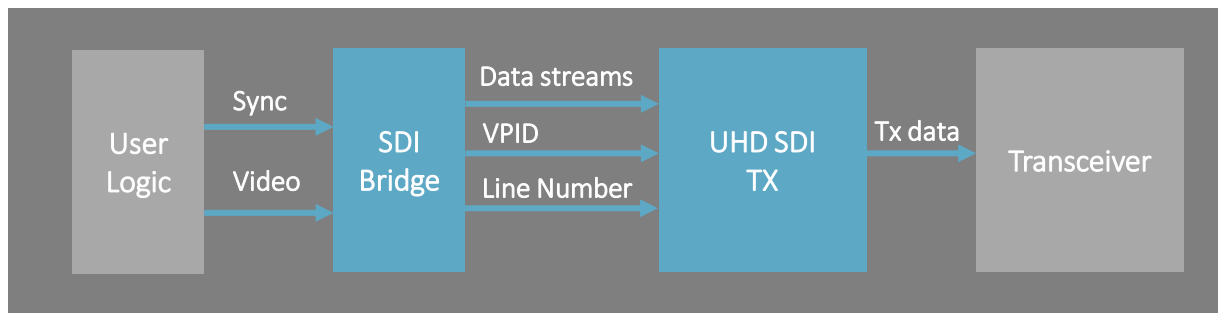 User
Logic
Sync
Video
SDI
Bridge
Data streams
VPID
Line Number
UHD SDI
TX
Tx data
Transceiver